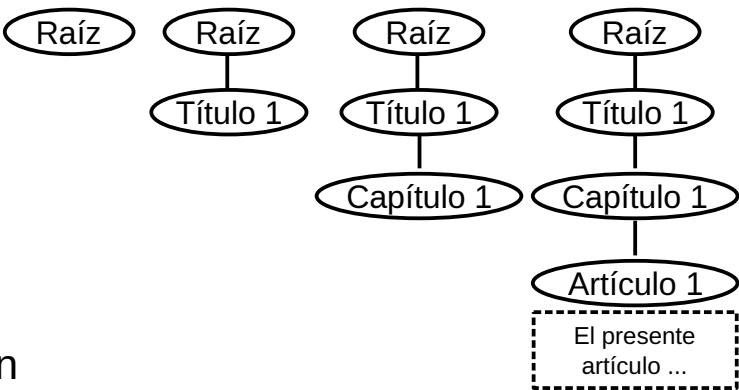 Raíz Raíz Raíz Raíz
Título 1 Título 1 Título 1
Capítulo 1 Capítulo 1
Artículo 1
El presente
artículo ...
n